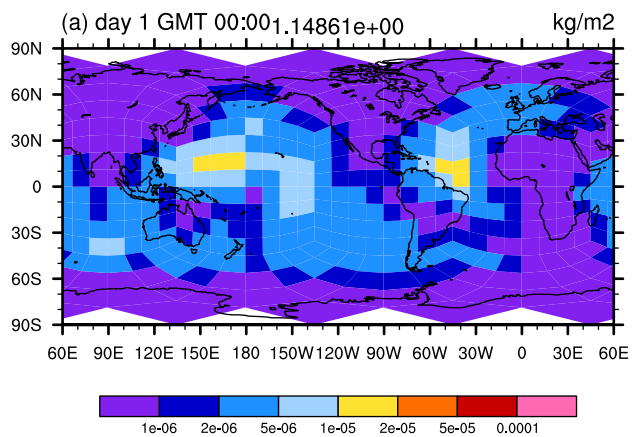 (a) day 1 GMT 00:00 1.14861e+00 kg/m2
90N
60N
30N
0
30S
60S
90S
60E 90E 120E 150E 180 150W 120W 90W 60W 30W 0 30E 60E
1e-06 2e-06 5e-06 1e-05 2e-05 5e-05 0.0001